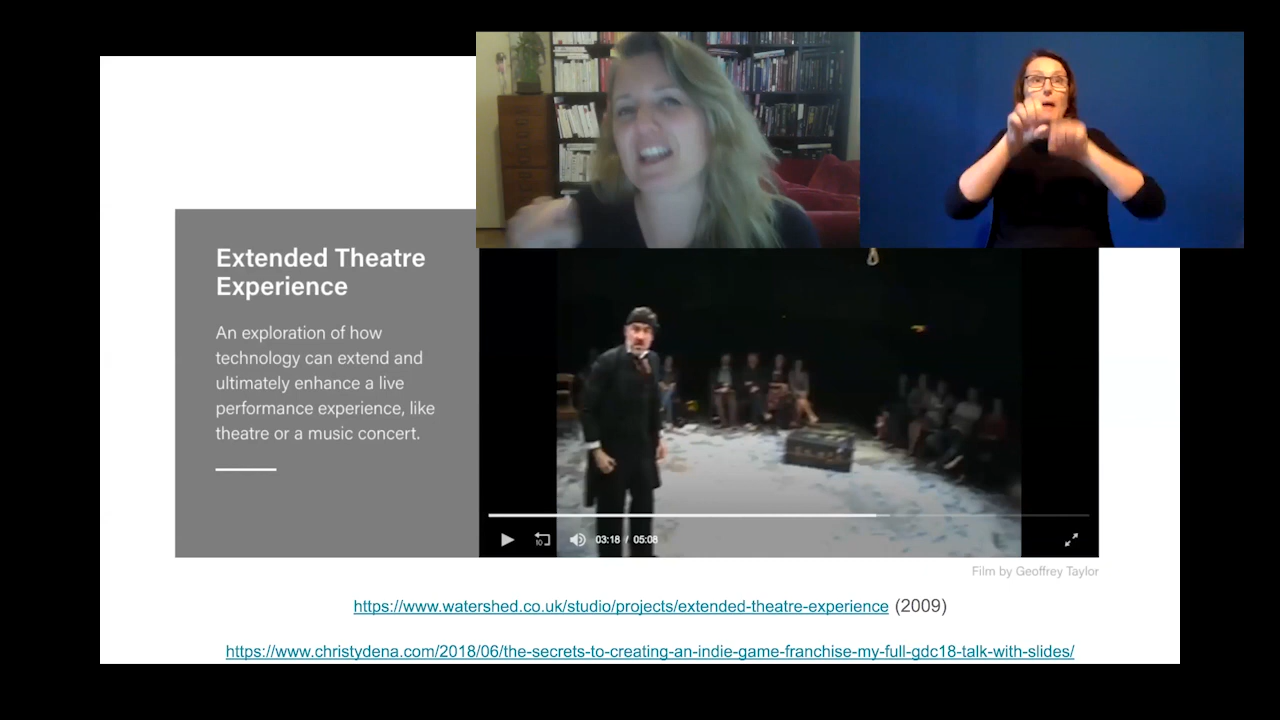 Extended Theatre
Experience
An exploration of how
technology can extend and
ultimately enhance a live
performance experience, like
theatre or a music concert.
10
03:18 / 05:08
Film by Geoffrey Taylor
https://www.watershed.co.uk/studio/projects/extended-theatre-experience (2009)
https://www.christydena.com/2018/06/the-secrets-to-creating-an-indie-game-franchise-my-full-gdc18-talk-with-slides/